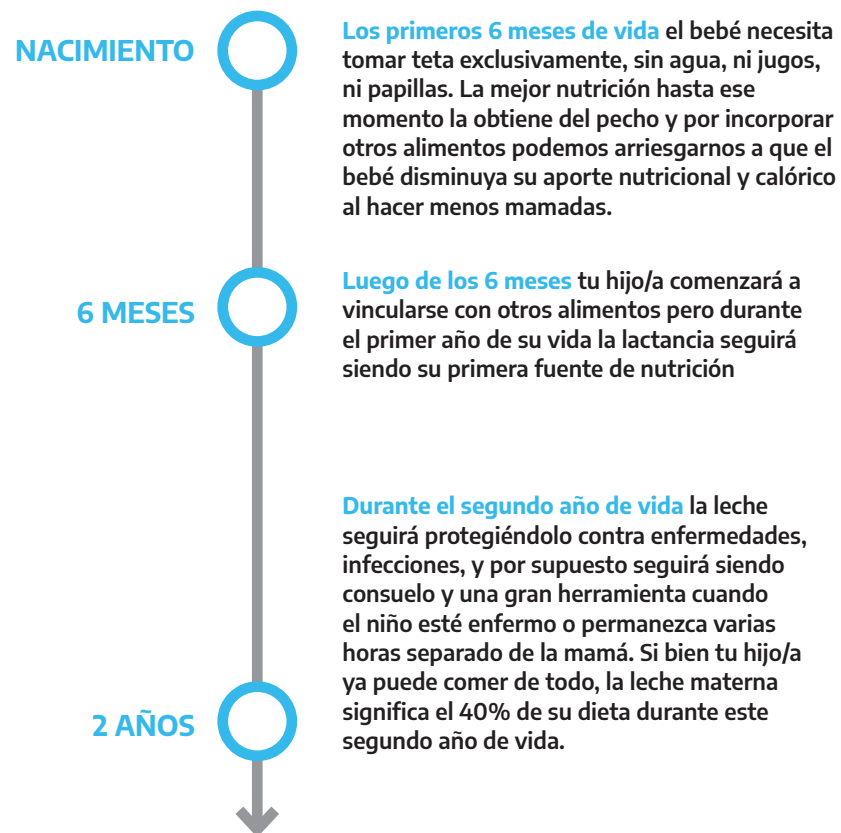 NACIMIENTO
Los primeros 6 meses de vida el bebé necesita
tomar teta exclusivamente, sin agua, ni jugos,
ni papillas. La mejor nutrición hasta ese
momento la obtiene del pecho y por incorporar
otros alimentos podemos arriesgarnos a que el
bebé disminuya su aporte nutricional y calórico
al hacer menos mamadas.
6 MESES
Luego de los 6 meses tu hijo/a comenzará a
vincularse con otros alimentos pero durante
el primer año de su vida la lactancia seguirá
siendo su primera fuente de nutrición
2 AÑOS
Durante el segundo año de vida la leche
seguirá protegiéndolo contra enfermedades,
infecciones, y por supuesto seguirá siendo
consuelo y una gran herramienta cuando
el niño esté enfermo o permanezca varias
horas separado de la mamá. Si bien tu hijo/a
ya puede comer de todo, la leche materna
significa el 40% de su dieta durante este
segundo año de vida.